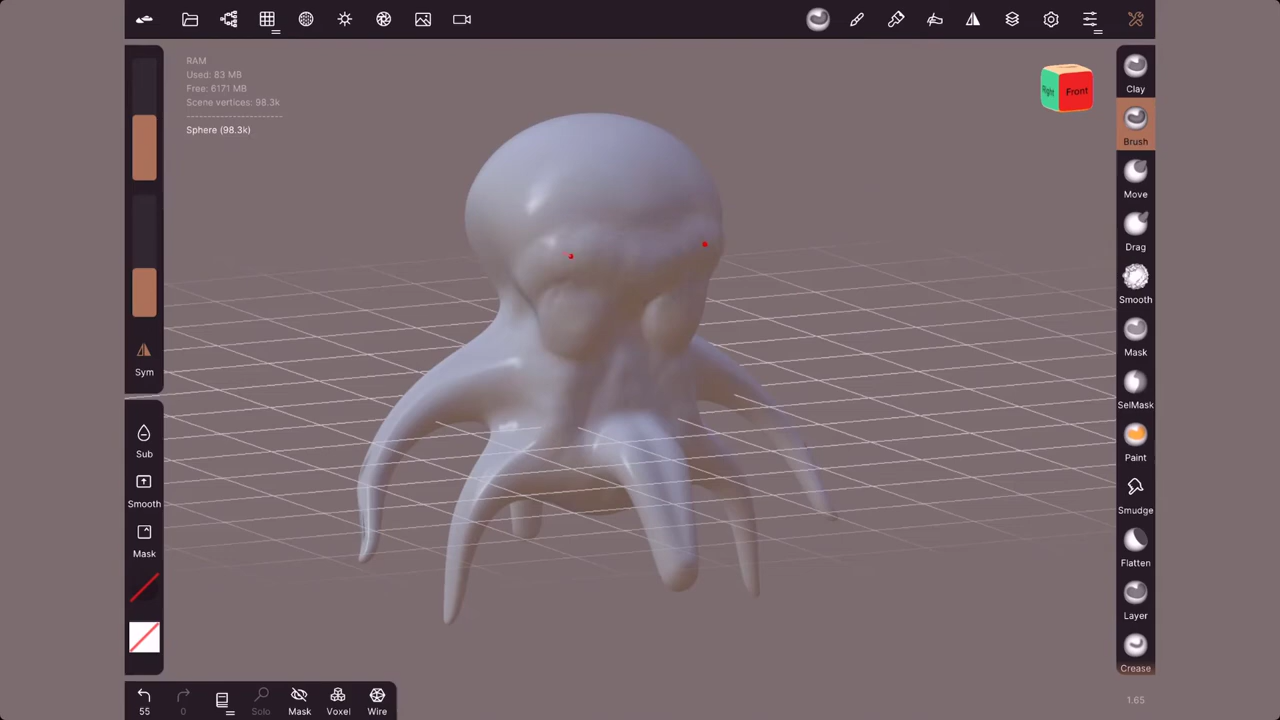 RAM
Used: 83 MB
Free: 6171 MB
Scene vertices: 98.3k
----------------------
Sphere (98.3k)
Right
Front
Sym
Sub
Smooth
Mask
Clay
Brush
Move
Drag
Smooth
Mask
SelMask
Paint
Smudge
Flatten
Layer
Crease
55
0
Solo
Mask
Voxel
Wire
1.65